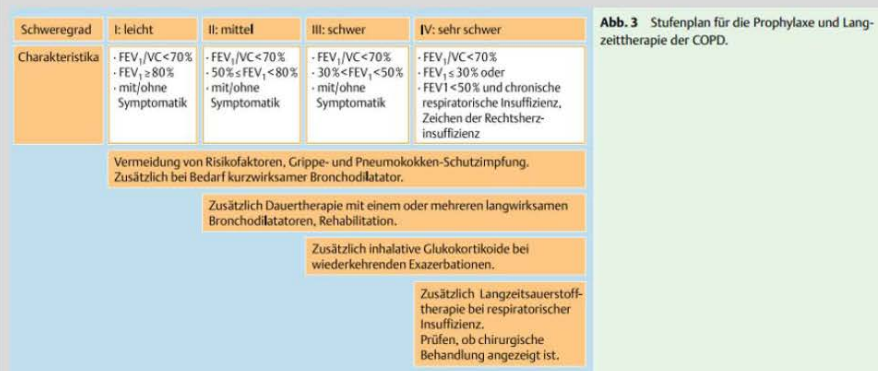 Schweregrad
I: leicht
II: mittel
III: schwer
IV: sehr schwer
Charakteristika
· FEV₁/VC<70%
· FEV₁≥80%
· mit/ohne
Symptomatik
· FEV₁/VC<70%
· 50%≤FEV₁<80%
· mit/ohne
Symptomatik
· FEV₁/VC<70%
· 30%<FEV₁<50%
· mit/ohne
Symptomatik
· FEV₁/VC<70%
· FEV₁≤30% oder
· FEV1<50% und chronische
respiratorische Insuffizienz,
Zeichen der Rechtsherz-
insuffizienz
Vermeidung von Risikofaktoren, Grippe- und Pneumokokken-Schutzimpfung.
Zusätzlich bei Bedarf kurzwirksamer Bronchodilatator.
Zusätzlich Dauertherapie mit einem oder mehreren langwirksamen
Bronchodilatatoren, Rehabilitation.
Zusätzlich inhalative Glukokortikoide bei
wiederkehrenden Exazerbationen.
Zusätzlich Langzeitsauerstoff-
therapie bei respiratorischer
Insuffizienz.
Prüfen, ob chirurgische
Behandlung angezeigt ist.
Abb. 3 Stufenplan für die Prophylaxe und Lang-
zeittherapie der COPD.